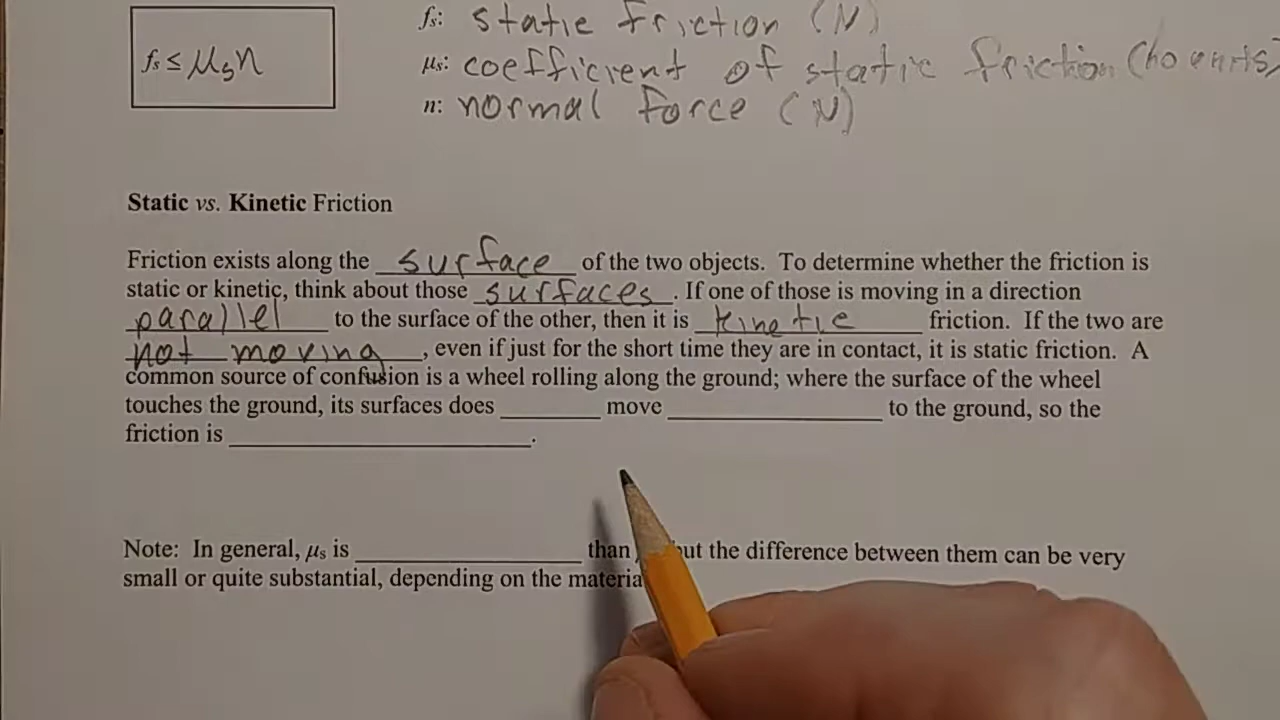 fs ≤ μsn
fs: static friction (N)
μs: coefficient of static friction (no units)
n: normal force (N)
Static vs. Kinetic Friction
Friction exists along the surface of the two objects. To determine whether the friction is
static or kinetic, think about those surfaces. If one of those is moving in a direction
parallel to the surface of the other, then it is kinetic friction. If the two are
not moving, even if just for the short time they are in contact, it is static friction. A
common source of confusion is a wheel rolling along the ground; where the surface of the wheel
touches the ground, its surfaces does ________ move ________________ to the ground, so the
friction is ________________________.
Note: In general, μs is __________________ than but the difference between them can be very
small or quite substantial, depending on the